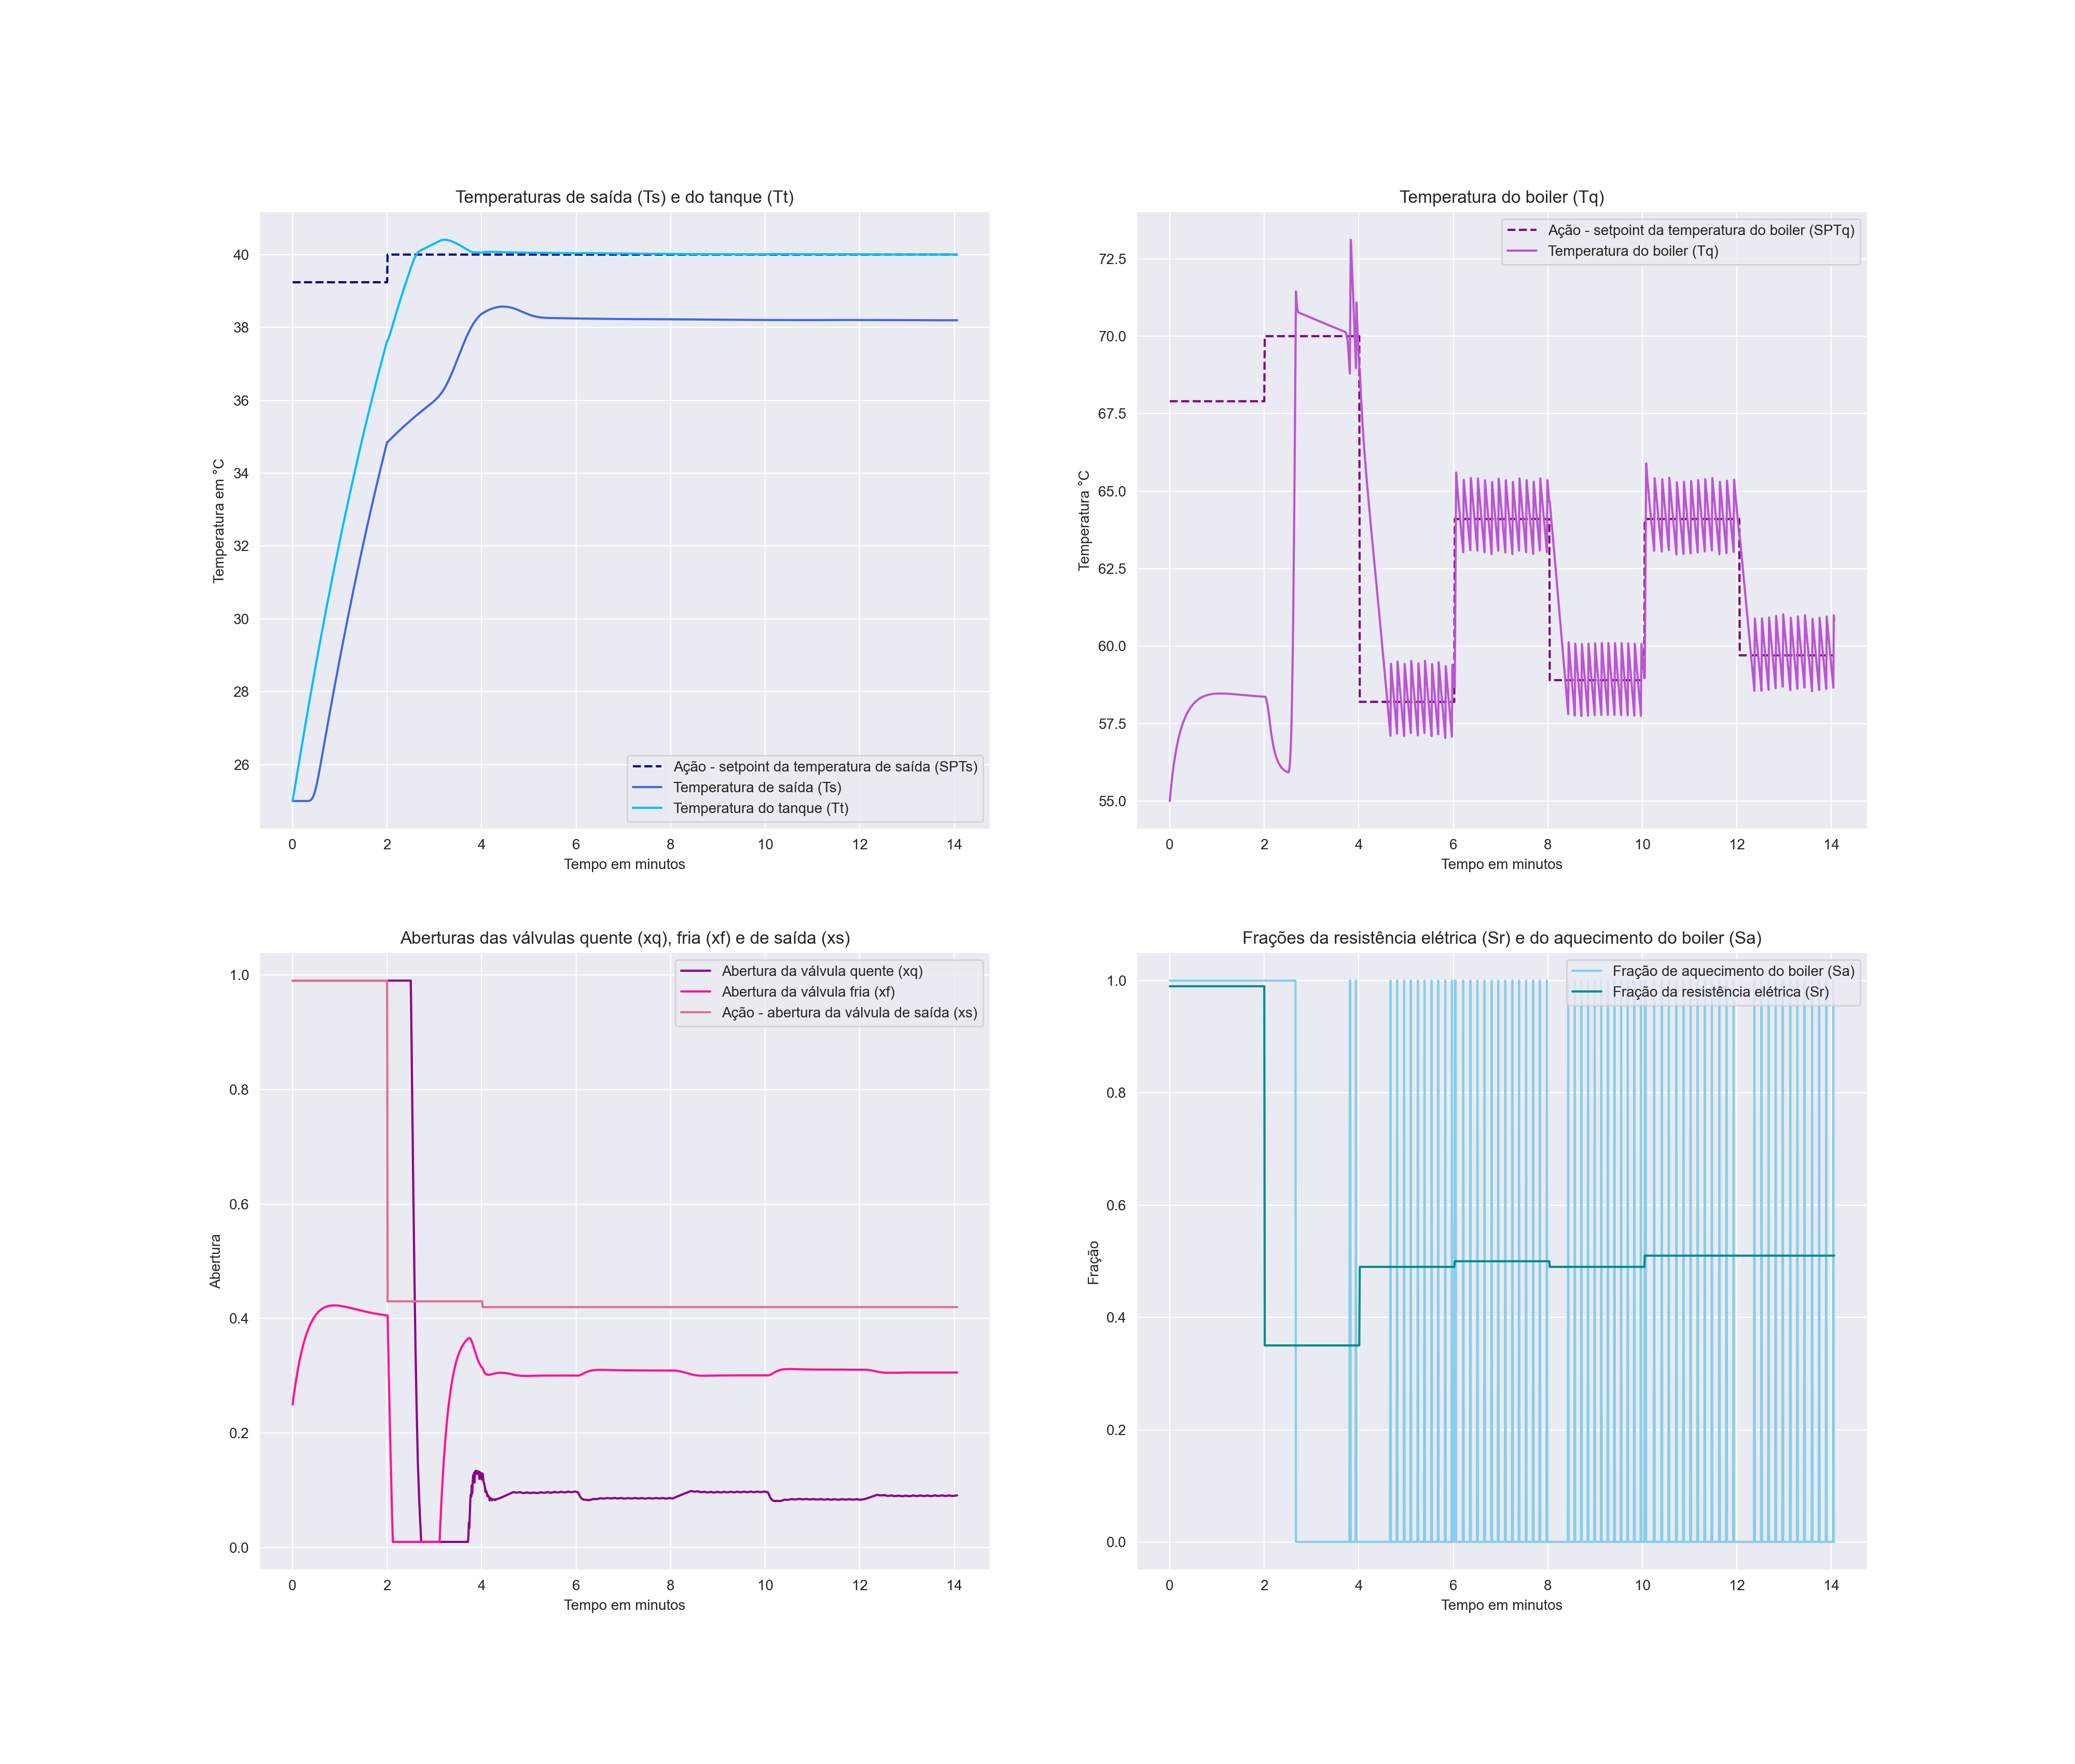 Temperaturas de saída (Ts) e do tanque (Tt)
Temperatura em °C
40
38
36
34
32
30
28
26
Ação - setpoint da temperatura de saída (SPTs)
Temperatura de saída (Ts)
Temperatura do tanque (Tt)
0 2 4 6 8 10 12 14
Tempo em minutos
Temperatura do boiler (Tq)
Ação - setpoint da temperatura do boiler (SPTq)
Temperatura do boiler (Tq)
Temperatura °C
72.5
70.0
67.5
65.0
62.5
60.0
57.5
55.0
0 2 4 6 8 10 12 14
Tempo em minutos
Aberturas das válvulas quente (xq), fria (xf) e de saída (xs)
Abertura da válvula quente (xq)
Abertura da válvula fria (xf)
Ação - abertura da válvula de saída (xs)
Abertura
1.0
0.8
0.6
0.4
0.2
0.0
0 2 4 6 8 10 12 14
Tempo em minutos
Frações da resistência elétrica (Sr) e do aquecimento do boiler (Sa)
Fração de aquecimento do boiler (Sa)
Fração da resistência elétrica (Sr)
Fração
1.0
0.8
0.6
0.4
0.2
0.0
0 2 4 6 8 10 12 14
Tempo em minutos